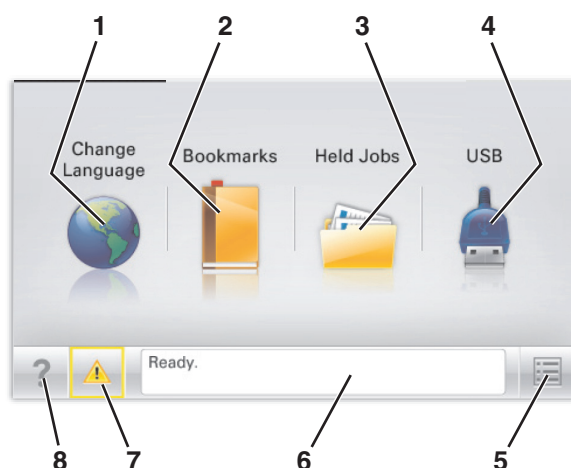 1 2 3 4
Change
Language
Bookmarks Held Jobs USB
Ready.
?
8 7 6 5